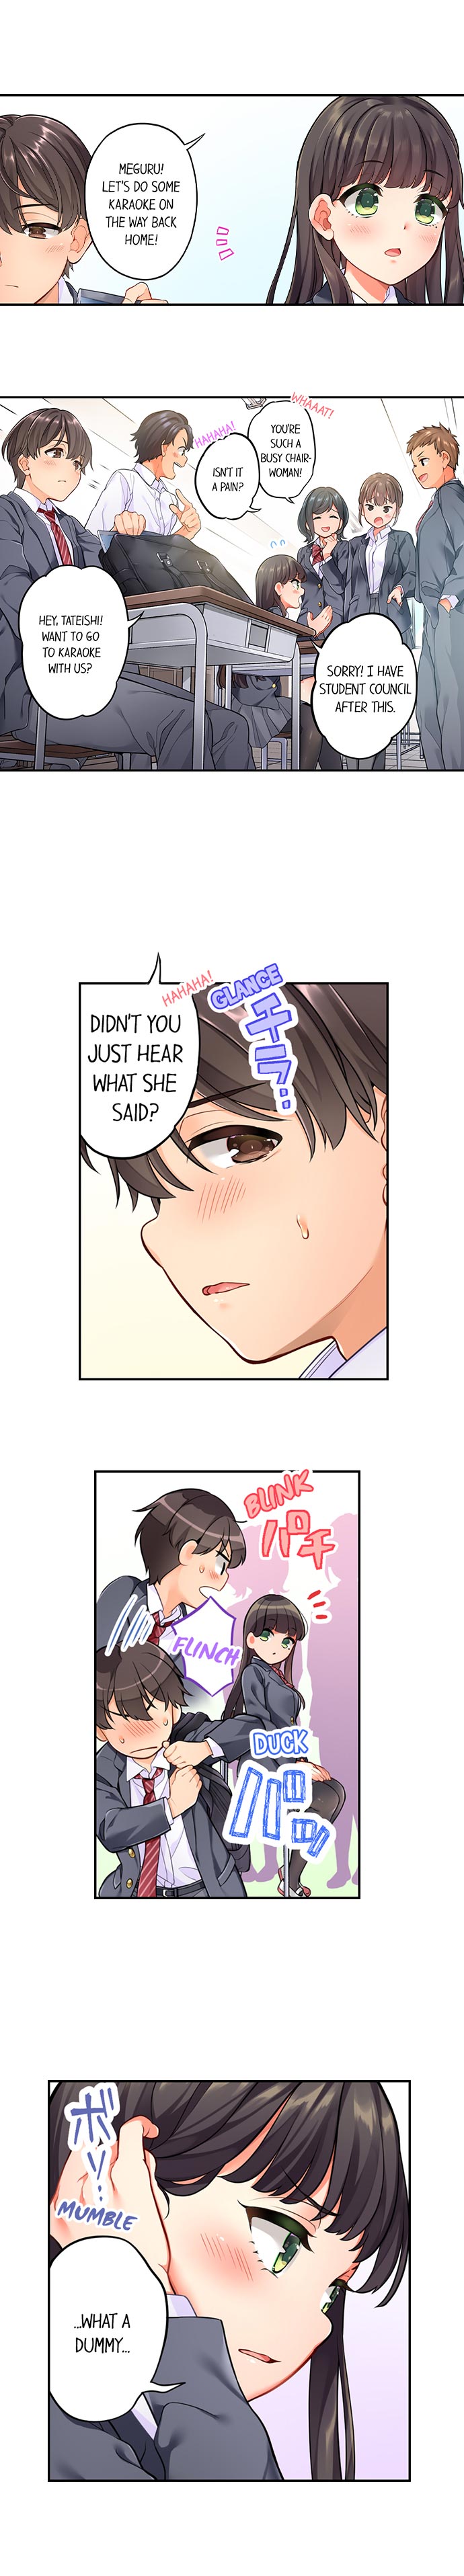 MEGURU!
LET'S DO SOME
KARAOKE ON
THE WAY BACK
HOME!
WHAAAT!
YOU'RE
SUCH A
BUSY CHAIR-
WOMAN!
HAHAHA!
ISN'T IT
A PAIN?
HEY, TATEISHI!
WANT TO GO
TO KARAOKE
WITH US?
SORRY! I HAVE
STUDENT COUNCIL
AFTER THIS.
HAHAHA!
GLANCE
チラ…
DIDN'T YOU
JUST HEAR
WHAT SHE
SAID?
BLINK
パチ
FLINCH
DUCK
バッ
ボソ…
MUMBLE
...WHAT A
DUMMY...